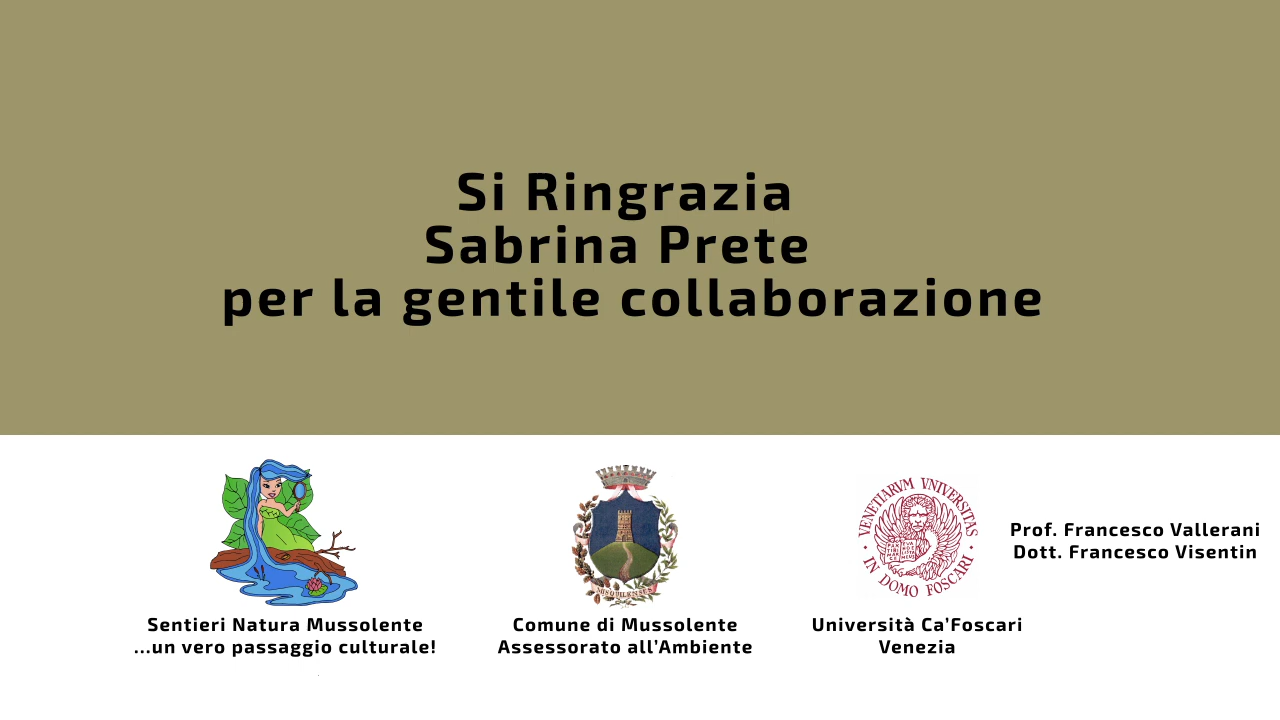 Si Ringrazia
Sabrina Prete
per la gentile collaborazione
VENETIARVM VNIVERSITAS
IN DOMO FOSCARI
Prof. Francesco Vallerani
Dott. Francesco Visentin
Sentieri Natura Mussolente
...un vero passaggio culturale!
Comune di Mussolente
Assessorato all’Ambiente
Università Ca’Foscari
Venezia